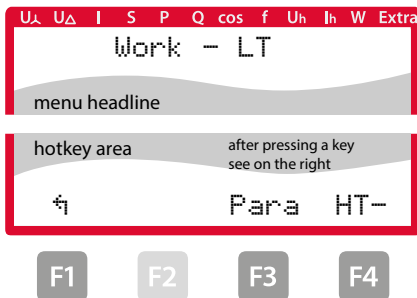 U⅄ U∆ I S P Q cos f Uh Ih W Extra
Work - LT
menu headline
hotkey area
after pressing a key
see on the right
↰ Para HT-
F1 F2 F3 F4